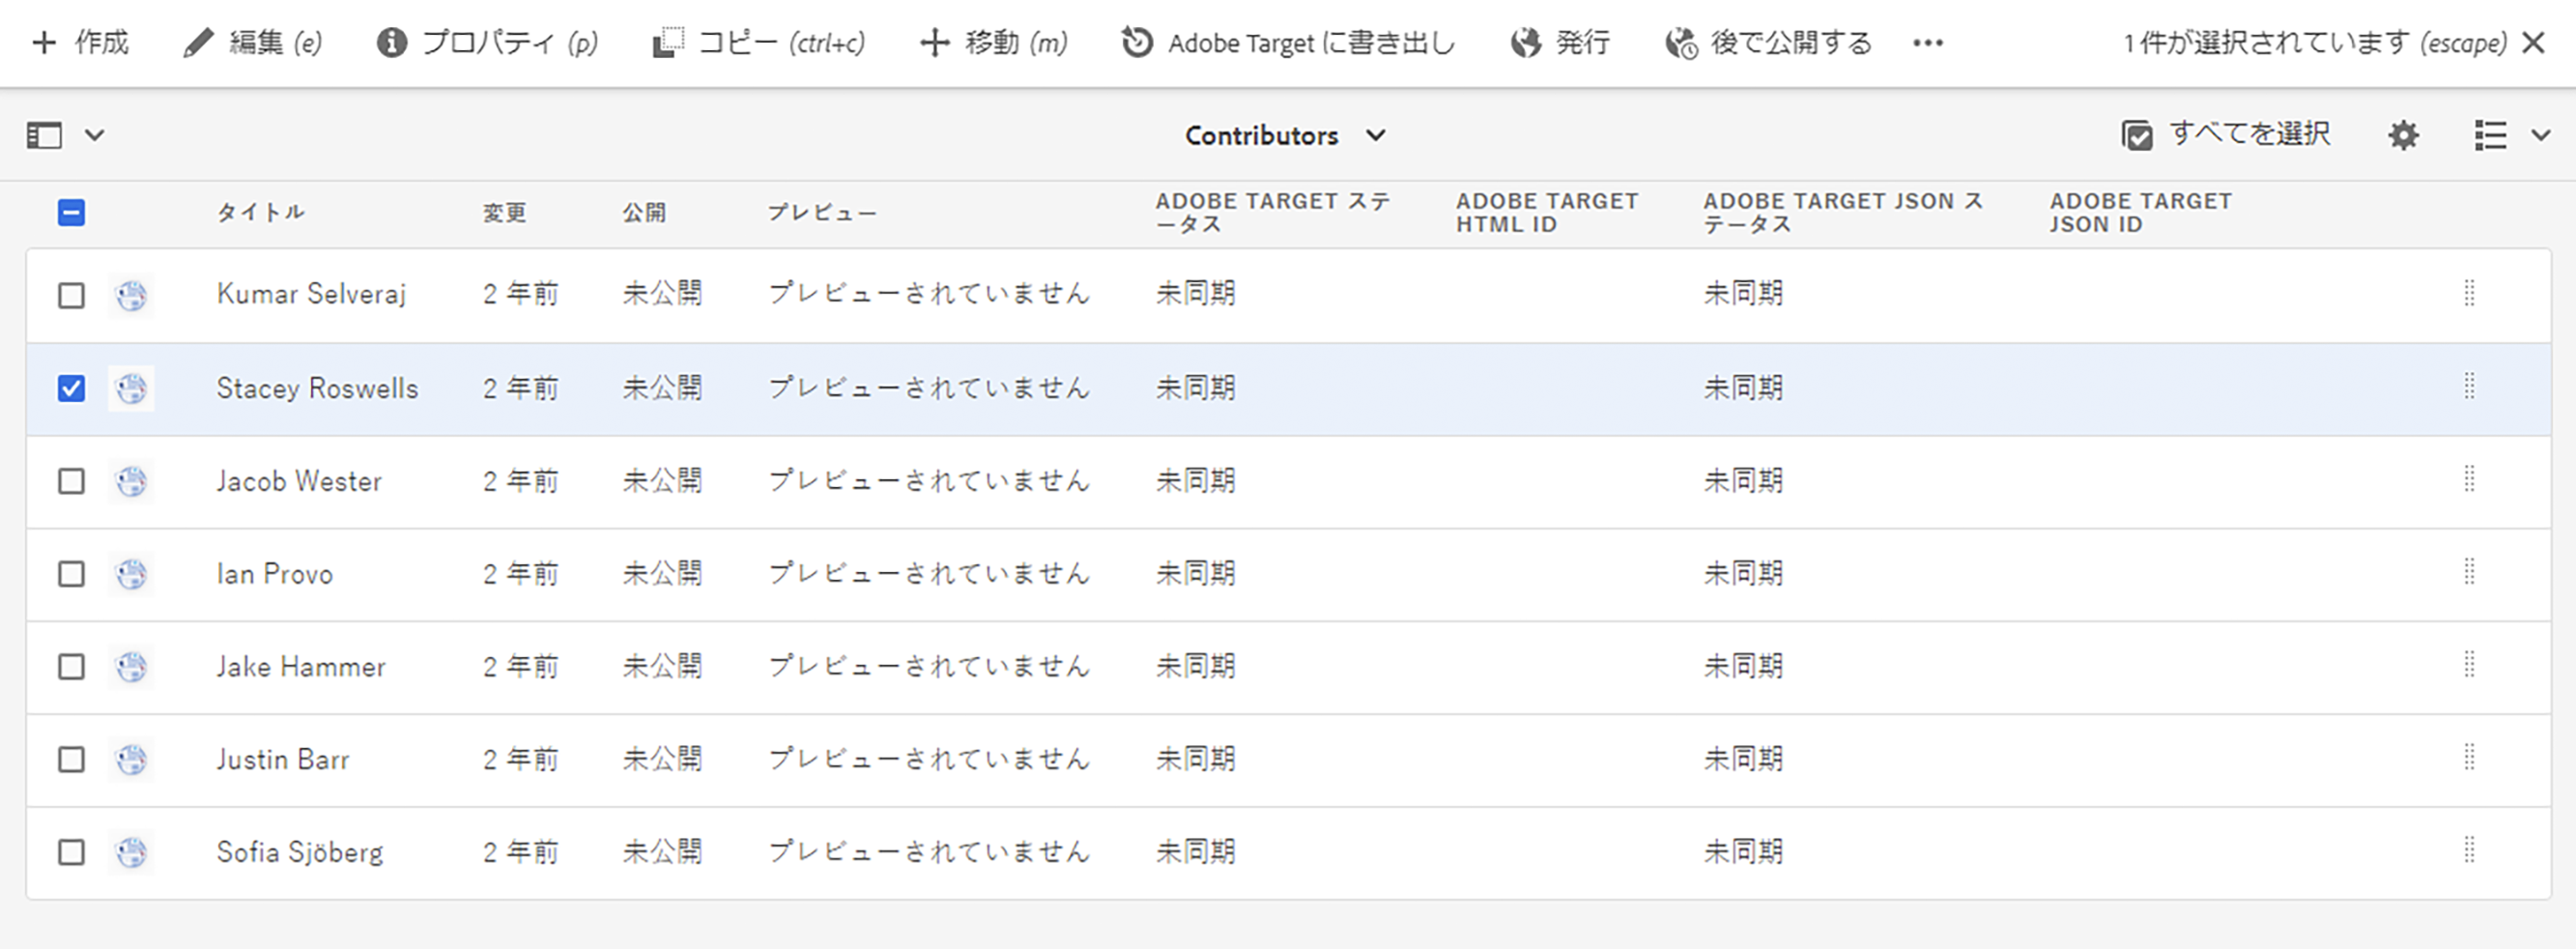 作成 編集 (e) プロパティ (p) コピー (ctrl+c) 移動 (m) Adobe Target に書き出し 発行 後で公開する 1 件が選択されています (escape)
Contributors すべてを選択
タイトル 変更 公開 プレビュー ADOBE TARGET ステータス ADOBE TARGET HTML ID ADOBE TARGET JSON ステータス ADOBE TARGET JSON ID
Kumar Selveraj 2 年前 未公開 プレビューされていません 未同期 未同期
Stacey Roswells 2 年前 未公開 プレビューされていません 未同期 未同期
Jacob Wester 2 年前 未公開 プレビューされていません 未同期 未同期
Ian Provo 2 年前 未公開 プレビューされていません 未同期 未同期
Jake Hammer 2 年前 未公開 プレビューされていません 未同期 未同期
Justin Barr 2 年前 未公開 プレビューされていません 未同期 未同期
Sofia Sjöberg 2 年前 未公開 プレビューされていません 未同期 未同期